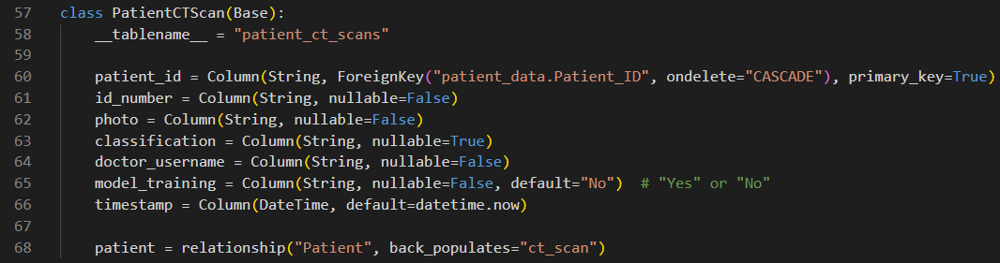 57 class PatientCTScan(Base):
58     __tablename__ = "patient_ct_scans"
59
60     patient_id = Column(String, ForeignKey("patient_data.Patient_ID", ondelete="CASCADE"), primary_key=True)
61     id_number = Column(String, nullable=False)
62     photo = Column(String, nullable=False)
63     classification = Column(String, nullable=True)
64     doctor_username = Column(String, nullable=False)
65     model_training = Column(String, nullable=False, default="No")  # "Yes" or "No"
66     timestamp = Column(DateTime, default=datetime.now)
67
68     patient = relationship("Patient", back_populates="ct_scan")